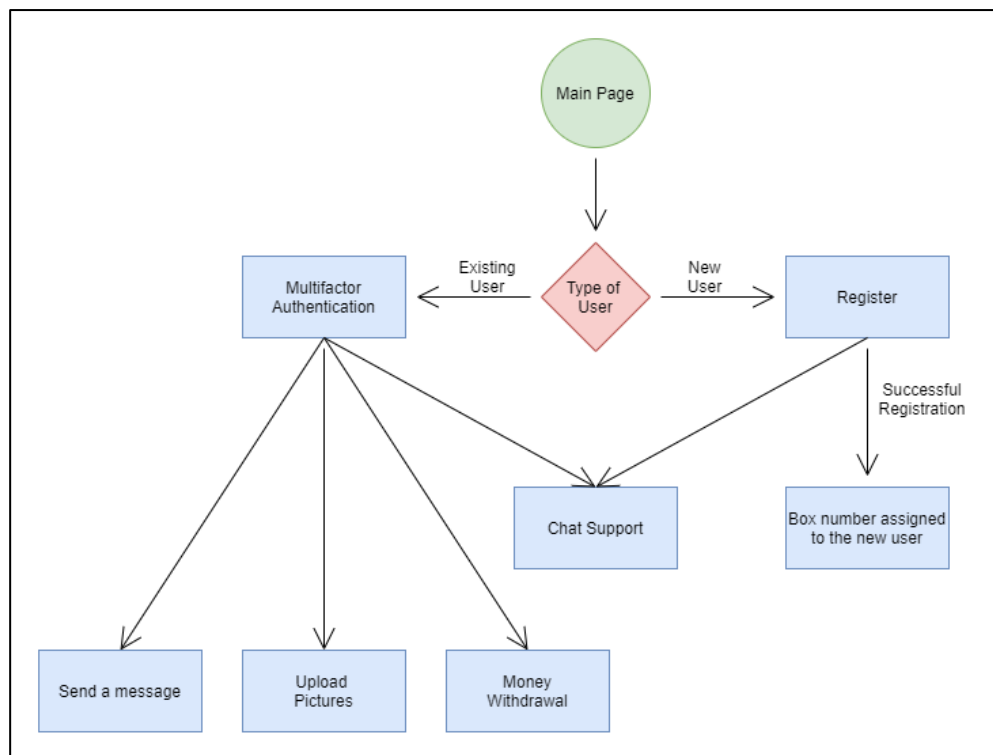 Main Page
Existing
User
Type of
User
New
User
Multifactor
Authentication
Register
Successful
Registration
Chat Support
Box number assigned
to the new user
Send a message
Upload
Pictures
Money
Withdrawal